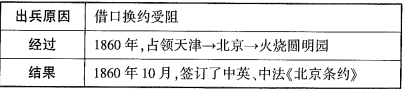 出兵原因 借口换约受阻
经过 1860年,占领天津→北京→火烧圆明园
结果 1860年10月,签订了中英、中法《北京条约》